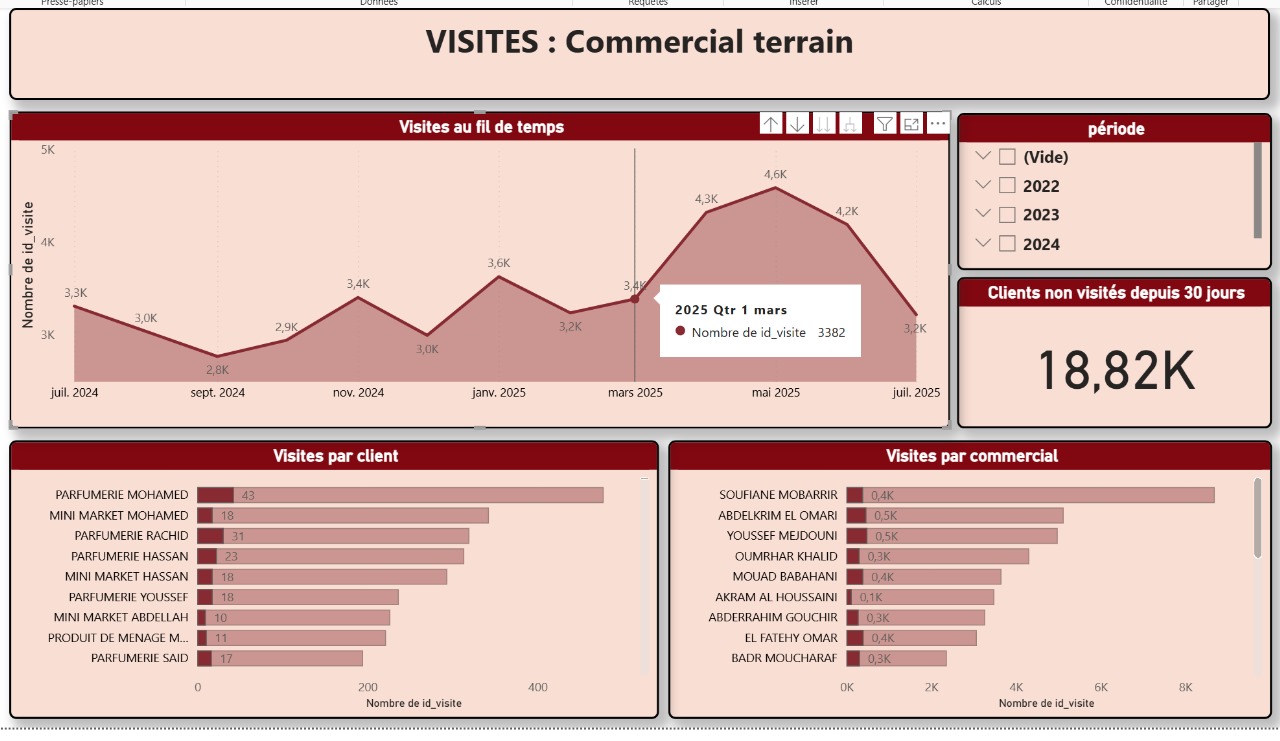 Presse-papiers Données Requêtes Insérer Calculs Confidentialité Partager
VISITES : Commercial terrain
Visites au fil de temps
Nombre de id_visite
5K
4K
3K
3,3K
3,0K
2,8K
2,9K
3,4K
3,0K
3,6K
3,2K
3,4K
4,3K
4,6K
4,2K
3,2K
2025 Qtr 1 mars
Nombre de id_visite 3382
juil. 2024 sept. 2024 nov. 2024 janv. 2025 mars 2025 mai 2025 juil. 2025
période
(Vide)
2022
2023
2024
Clients non visités depuis 30 jours
18,82K
Visites par client
PARFUMERIE MOHAMED 43
MINI MARKET MOHAMED 18
PARFUMERIE RACHID 31
PARFUMERIE HASSAN 23
MINI MARKET HASSAN 18
PARFUMERIE YOUSSEF 18
MINI MARKET ABDELLAH 10
PRODUIT DE MENAGE M... 11
PARFUMERIE SAID 17
0 200 400
Nombre de id_visite
Visites par commercial
SOUFIANE MOBARRIR 0,4K
ABDELKRIM EL OMARI 0,5K
YOUSSEF MEJDOUNI 0,5K
OUMRHAR KHALID 0,3K
MOUAD BABAHANI 0,4K
AKRAM AL HOUSSAINI 0,1K
ABDERRAHIM GOUCHIR 0,3K
EL FATEHY OMAR 0,4K
BADR MOUCHARAF 0,3K
0K 2K 4K 6K 8K
Nombre de id_visite